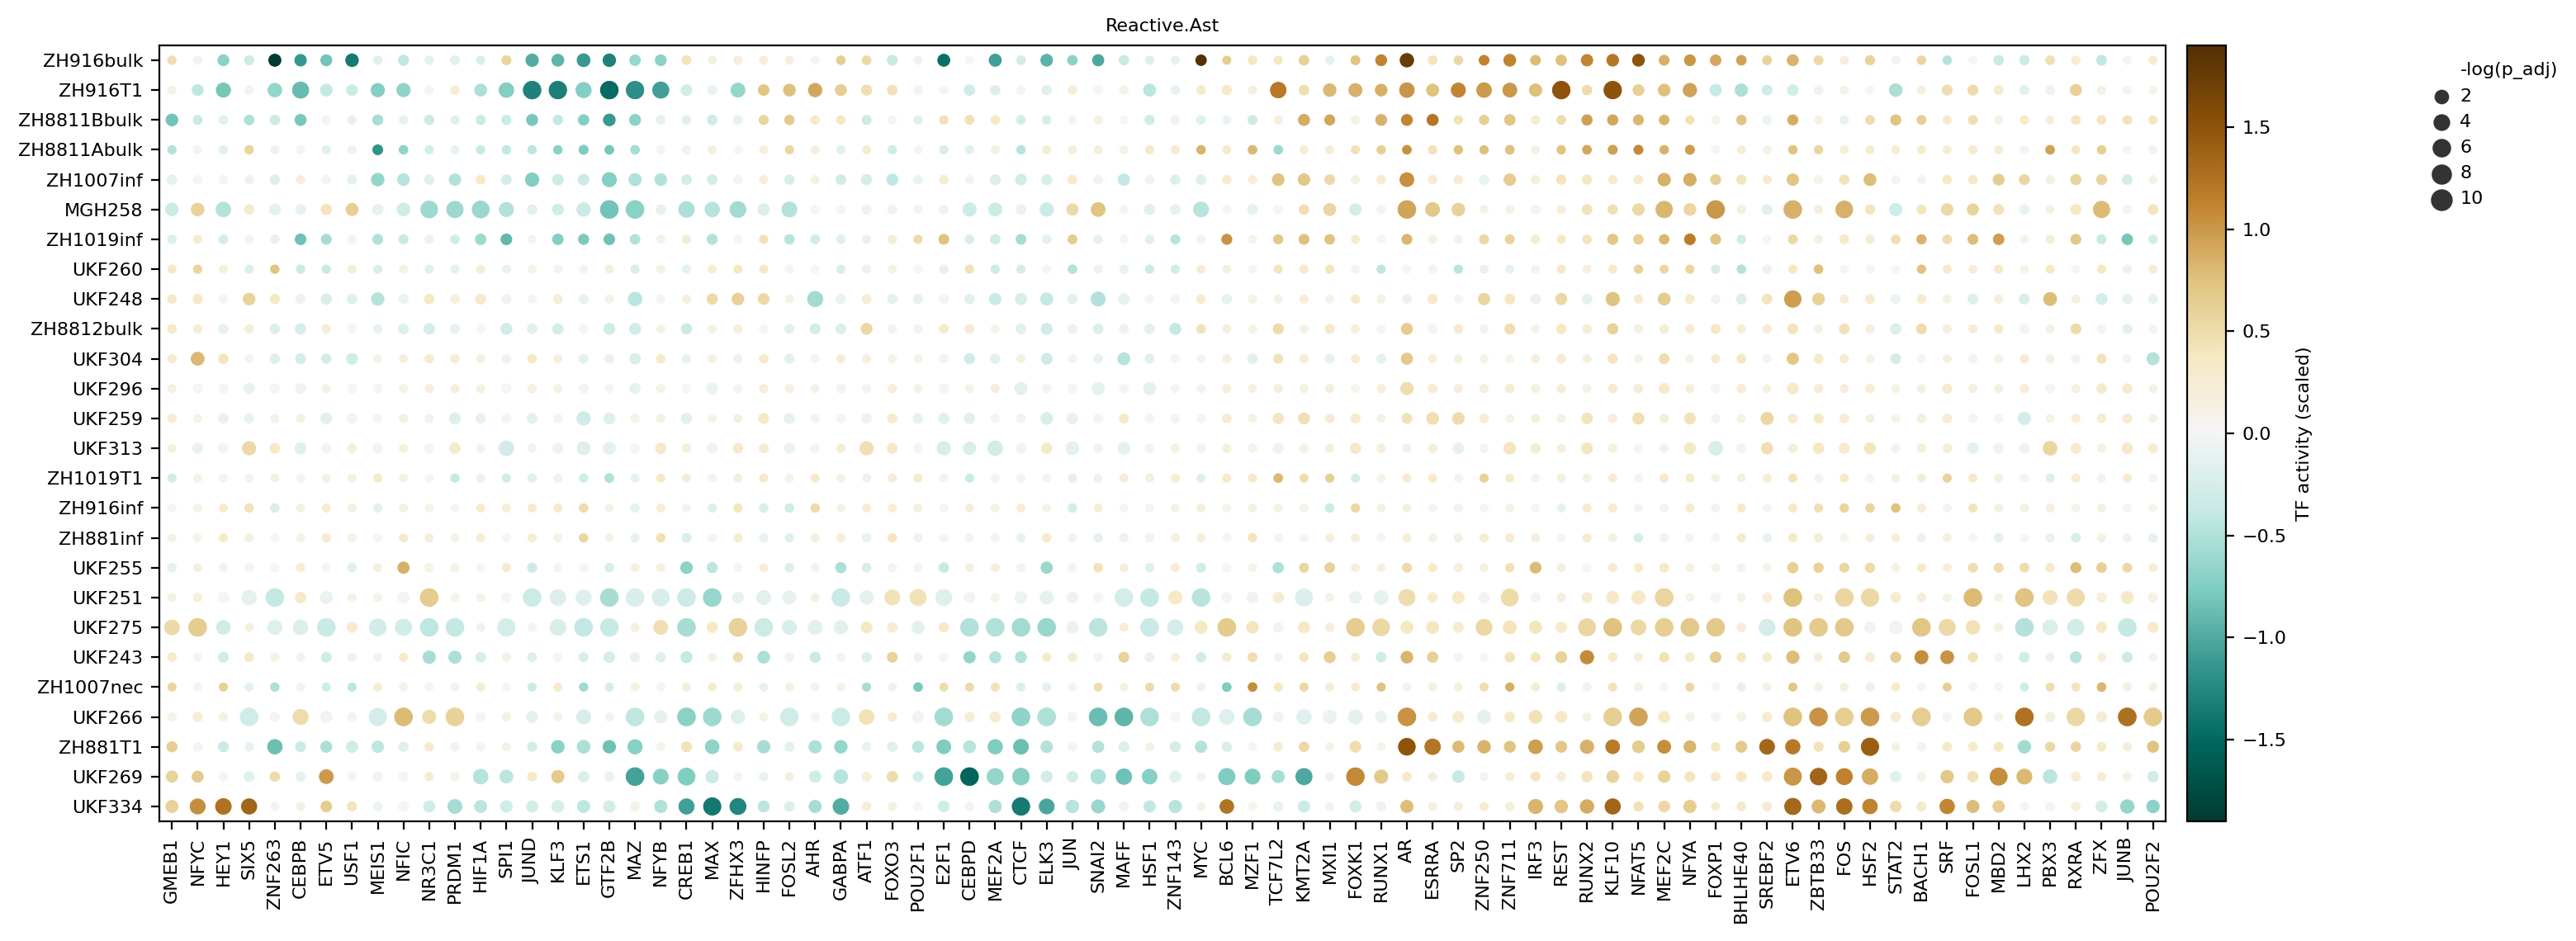 Reactive.Ast
ZH916bulk
ZH916T1
ZH8811Bbulk
ZH8811Abulk
ZH1007inf
MGH258
ZH1019inf
UKF260
UKF248
ZH8812bulk
UKF304
UKF296
UKF259
UKF313
ZH1019T1
ZH916inf
ZH881inf
UKF255
UKF251
UKF275
UKF243
ZH1007nec
UKF266
ZH881T1
UKF269
UKF334
GMEB1
NFYC
HEY1
SIX5
ZNF263
CEBPB
ETV5
USF1
MEIS1
NFIC
NR3C1
PRDM1
HIF1A
SPI1
JUND
KLF3
ETS1
GTF2B
MAZ
NFYB
CREB1
MAX
ZFHX3
HINFP
FOSL2
AHR
GABPA
ATF1
FOXO3
POU2F1
E2F1
CEBPD
MEF2A
CTCF
ELK3
JUN
SNAI2
MAFF
HSF1
ZNF143
MYC
BCL6
MZF1
TCF7L2
KMT2A
MXI1
FOXK1
RUNX1
AR
ESRRA
SP2
ZNF250
ZNF711
IRF3
REST
RUNX2
KLF10
NFAT5
MEF2C
NFYA
FOXP1
BHLHE40
SREBF2
ETV6
ZBTB33
FOS
HSF2
STAT2
BACH1
SRF
FOSL1
MBD2
LHX2
PBX3
RXRA
ZFX
JUNB
POU2F2
1.5
1.0
0.5
0.0
−0.5
−1.0
−1.5
TF activity (scaled)
-log(p_adj)
2
4
6
8
10